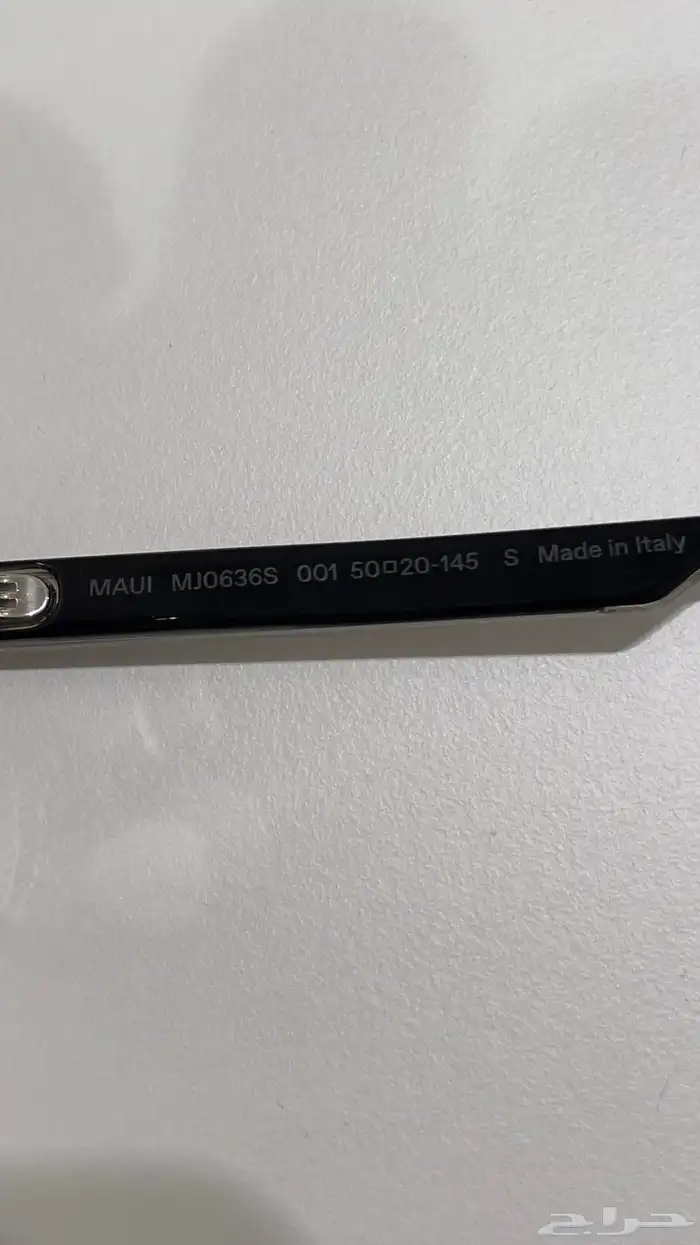 MAUI MJ0636S 001 50□20-145 S Made in Italy
حراج